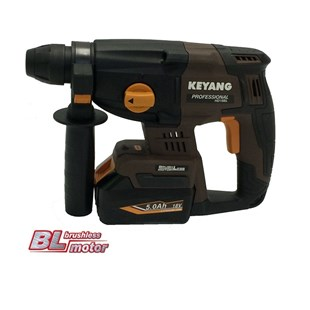 KEYANG
PROFESSIONAL
5.0Ah 18V
BL brushless
motor